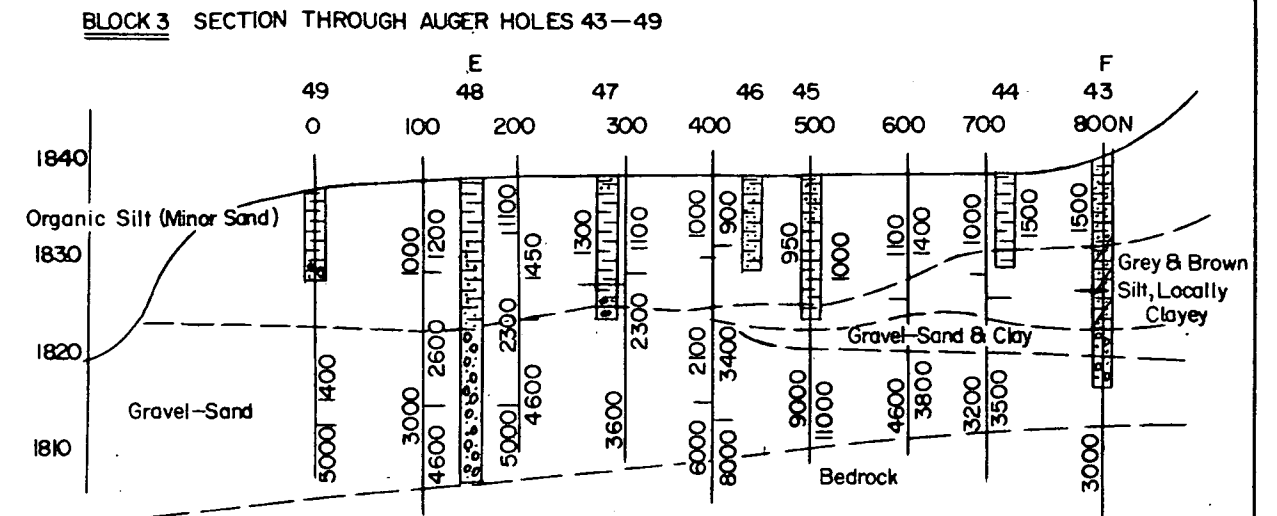 BLOCK 3 SECTION THROUGH AUGER HOLES 43—49
E F
49 48 47 46 45 44 43
0 100 200 300 400 500 600 700 800N
1840
Organic Silt (Minor Sand)
1830
1820
1810
1000 1200 1100 1450 1300 1100 1000 900 950 1000 1100 1400 1000 1500 1500
Grey & Brown
Silt, Locally
Clayey
Gravel-Sand & Clay
1400 2600 2300 4600 2300 2100 3400
Gravel-Sand
5000 3000 4600 5000 3600 6000 8000 9000 11000 4600 3800 3200 3500 3000
Bedrock